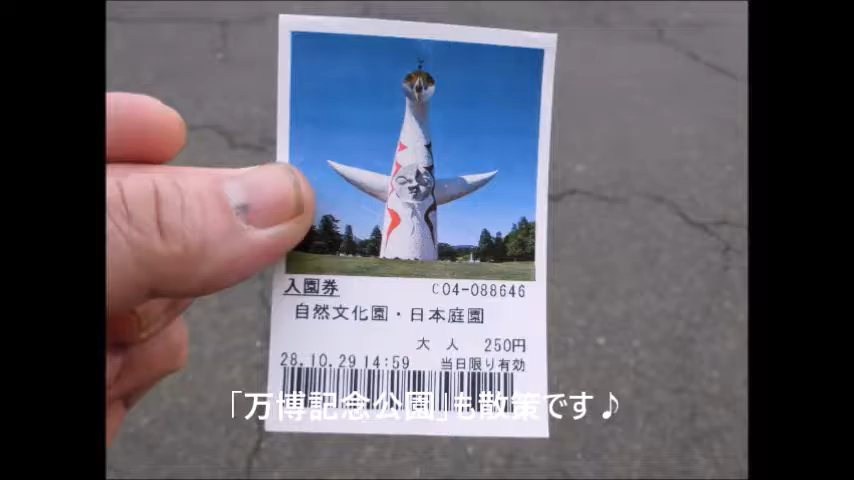 入園券 C04-088646
自然文化園・日本庭園
大人 250円
28.10.29 14:59 当日限り有効
「万博記念公園」も散策です♪